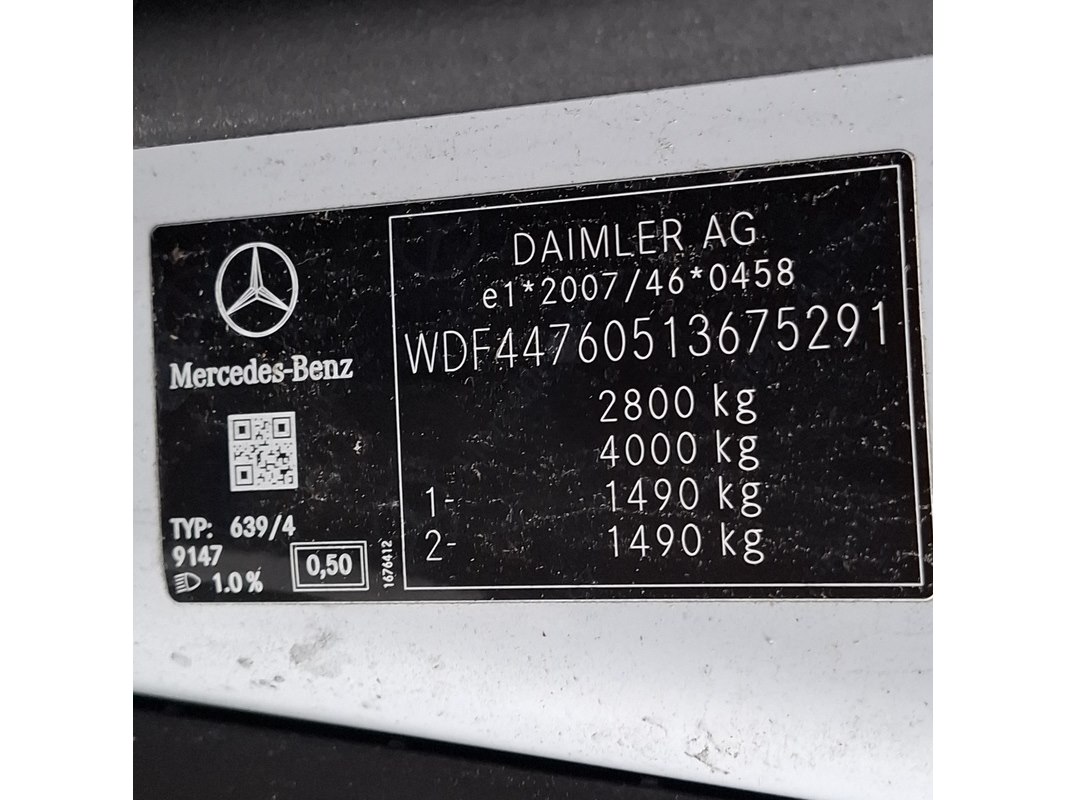 Mercedes-Benz
TYP: 639/4
9147
1.0 %
0,50
1676412
DAIMLER AG
e1*2007/46*0458
WDF44760513675291
2800 kg
4000 kg
1- 1490 kg
2- 1490 kg